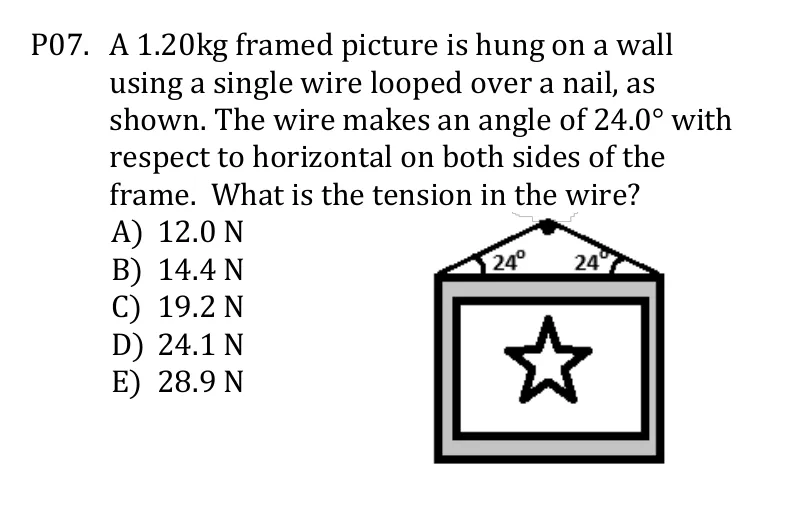 P07. A 1.20kg framed picture is hung on a wall
using a single wire looped over a nail, as
shown. The wire makes an angle of 24.0° with
respect to horizontal on both sides of the
frame. What is the tension in the wire?
A) 12.0 N
B) 14.4 N
C) 19.2 N
D) 24.1 N
E) 28.9 N
24° 24°